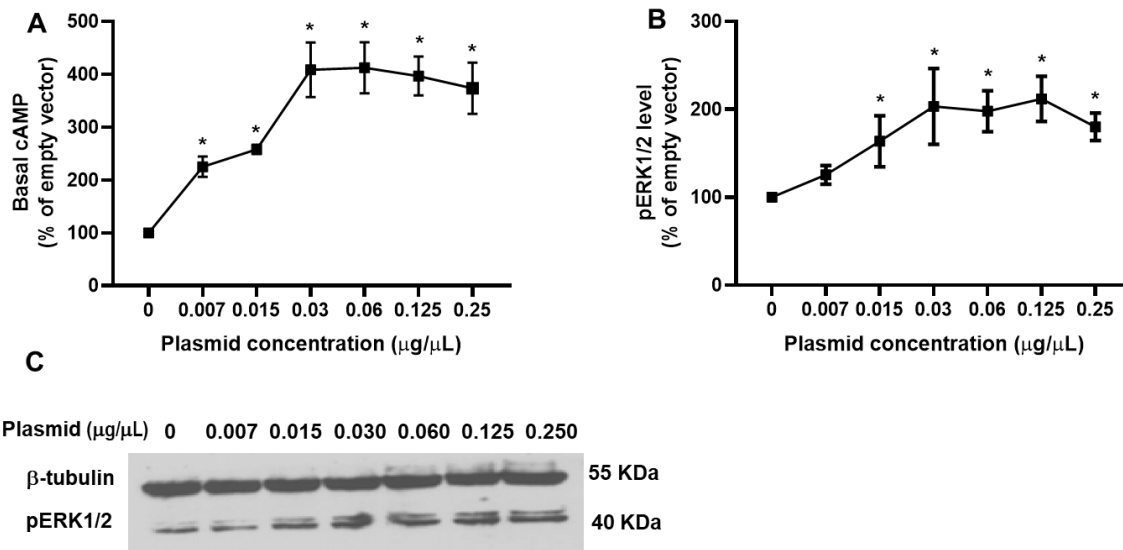 A
Basal cAMP
(% of empty vector)
500
400
300
200
100
0
* * * * * *
0 0.007 0.015 0.03 0.06 0.125 0.25
Plasmid concentration (μg/μL)
B
pERK1/2 level
(% of empty vector)
300
200
100
0
* * * * *
0 0.007 0.015 0.03 0.06 0.125 0.25
Plasmid concentration (μg/μL)
C
Plasmid (μg/μL) 0 0.007 0.015 0.030 0.060 0.125 0.250
β-tubulin 55 KDa
pERK1/2 40 KDa